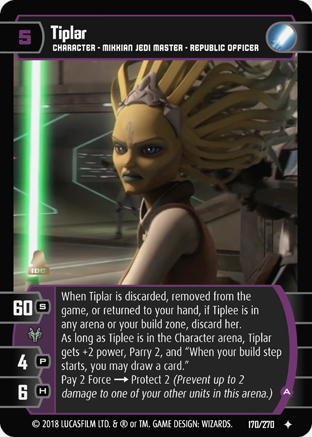 5
Tiplar
CHARACTER • MIKKIAN JEDI MASTER • REPUBLIC OFFICER
IDC
60 S
When Tiplar is discarded, removed from the
game, or returned to your hand, if Tiplee is in
any arena or your build zone, discard her.
As long as Tiplee is in the Character arena, Tiplar
4 P
gets +2 power, Parry 2, and “When your build step
starts, you may draw a card.”
6 H
Pay 2 Force → Protect 2 (Prevent up to 2
damage to one of your other units in this arena.)
A
© 2018 LUCASFILM LTD. & ® or TM. GAME DESIGN: WIZARDS.
170/270